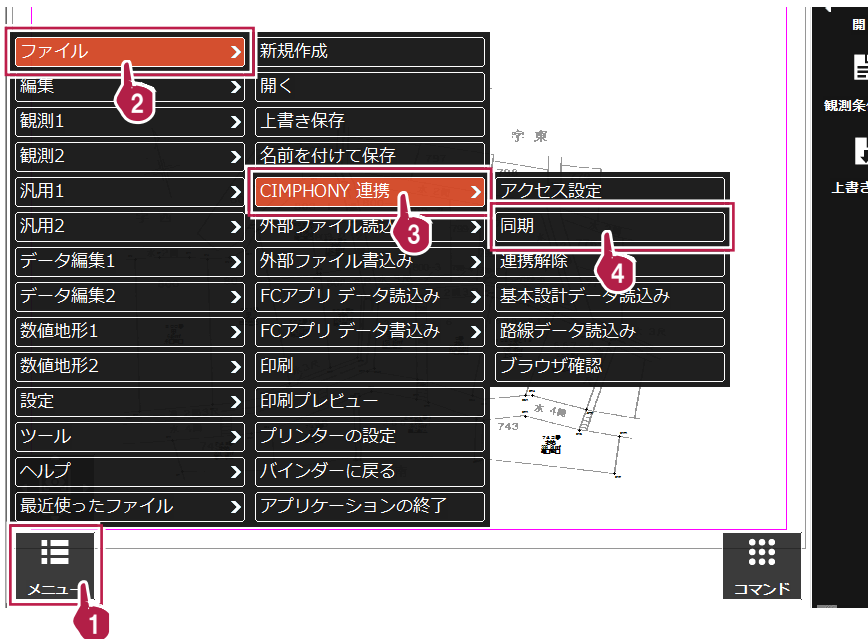 ファイル
編集
観測1
観測2
汎用1
汎用2
データ編集1
データ編集2
数値地形1
数値地形2
設定
ツール
ヘルプ
最近使ったファイル
新規作成
開く
上書き保存
名前を付けて保存
CIMPHONY 連携
外部ファイル読込
外部ファイル書込み
FCアプリ データ読込み
FCアプリ データ書込み
印刷
印刷プレビュー
プリンターの設定
バインダーに戻る
アプリケーションの終了
アクセス設定
同期
連携解除
基本設計データ読込み
路線データ読込み
ブラウザ確認
2
3
4
字 東
水 4
743
メニュー
1
コマンド
開
観測条
上書き